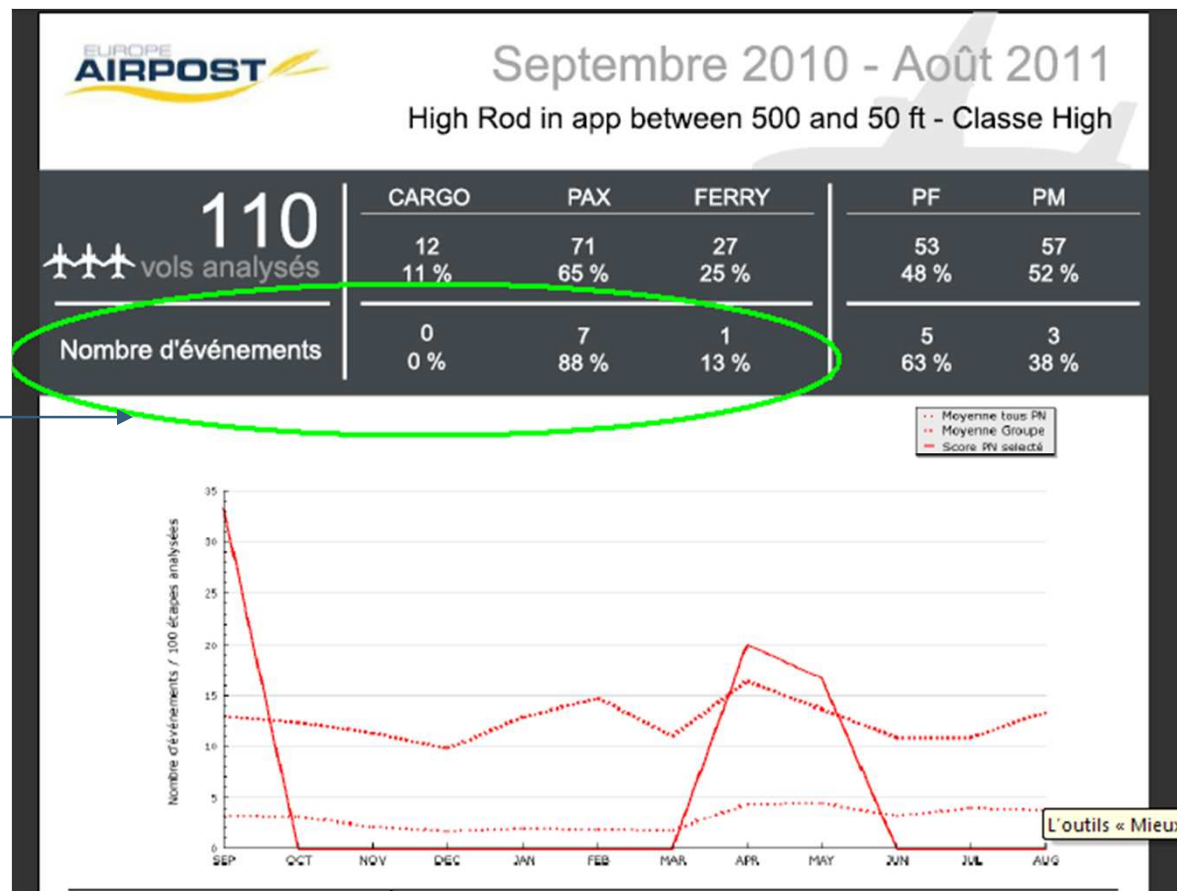 EUROPE
AIRPOST
Septembre 2010 - Août 2011
High Rod in app between 500 and 50 ft - Classe High
110
vols analysés
CARGO PAX FERRY PF PM
12 71 27 53 57
11 % 65 % 25 % 48 % 52 %
Nombre d'événements
0 7 1 5 3
0 % 88 % 13 % 63 % 38 %
Moyenne tous PN
Moyenne Groupe
Score PN selecté
Nombre d'événements / 100 étapes analysées
35
30
25
20
15
10
5
0
SEP OCT NOV DEC JAN FEB MAR APR MAY JUN JUL AUG
L'outils « Mieux